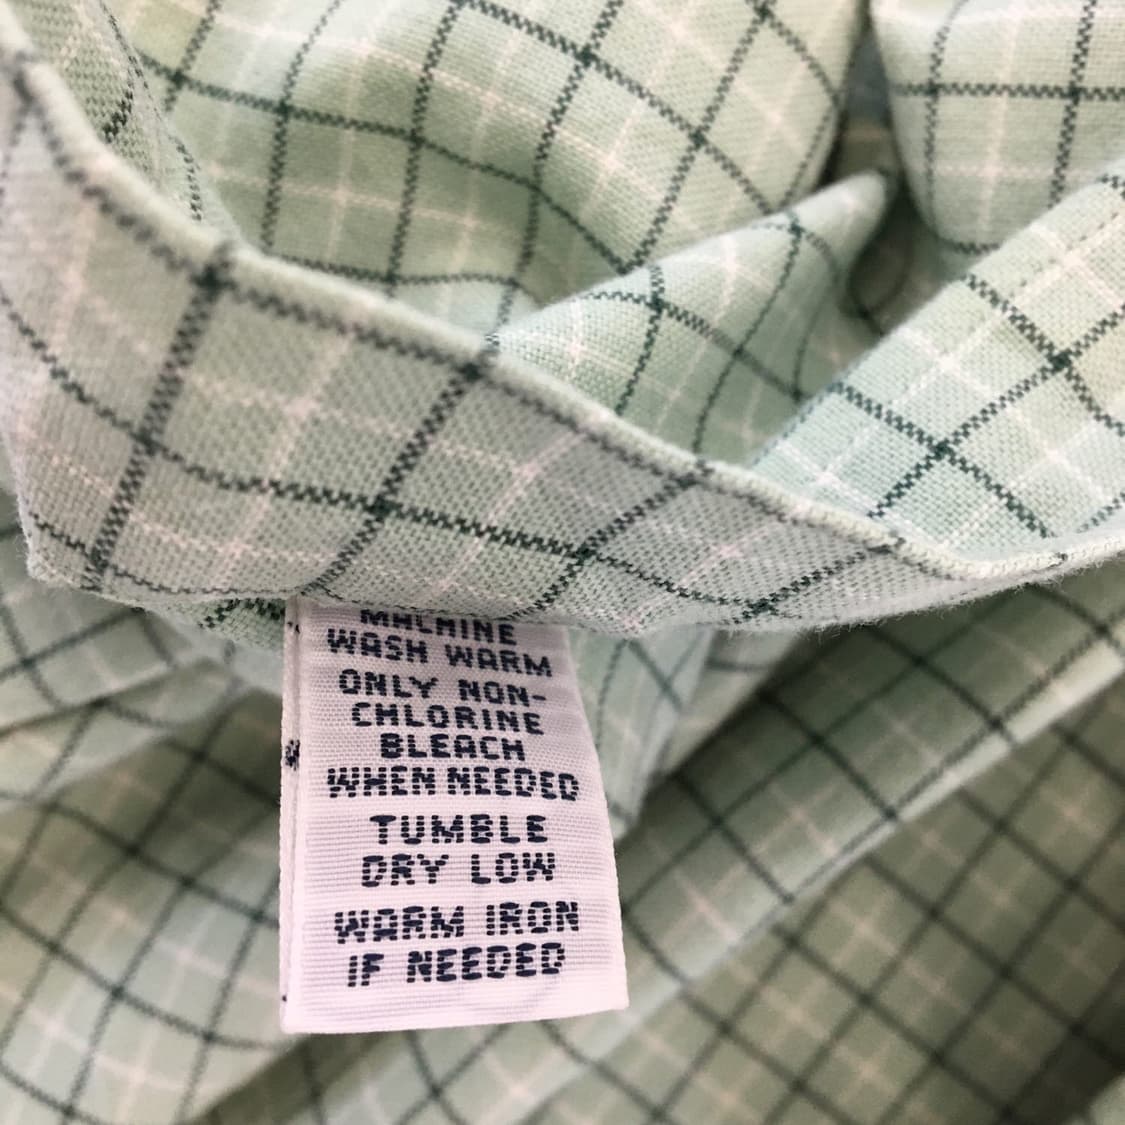 MACHINE
WASH WARM
ONLY NON-
CHLORINE
BLEACH
WHEN NEEDED
TUMBLE
DRY LOW
WARM IRON
IF NEEDED